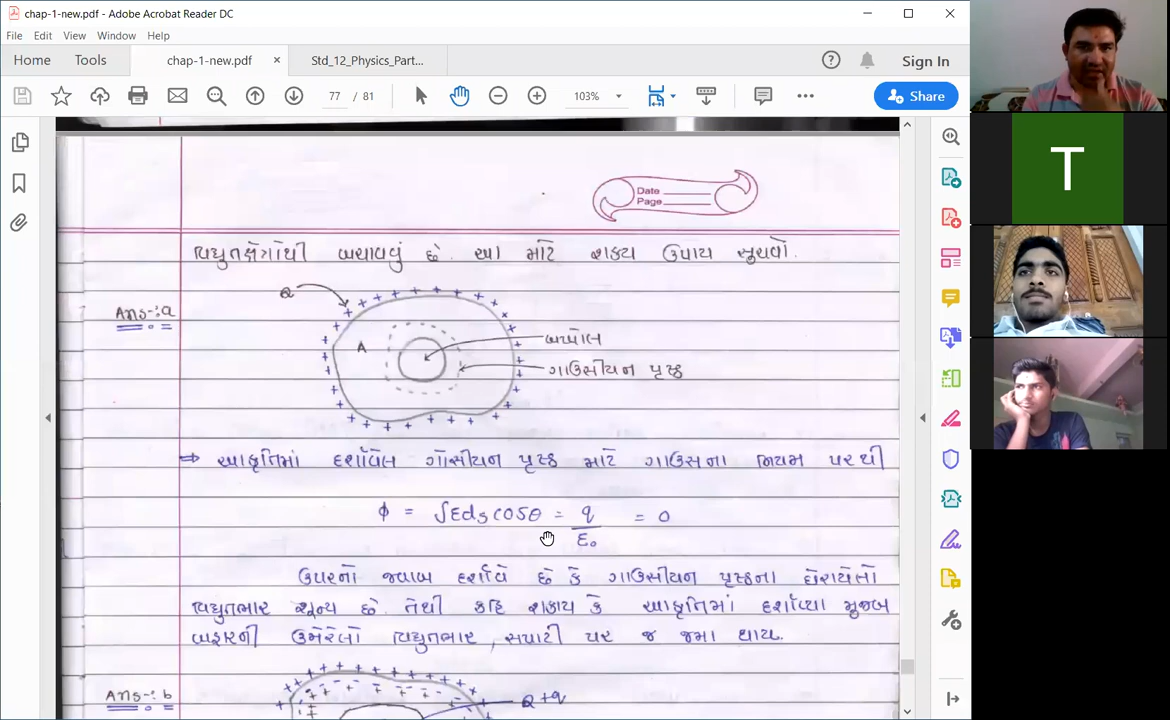 chap-1-new.pdf - Adobe Acrobat Reader DC
File Edit View Window Help
Home Tools chap-1-new.pdf × Std_12_Physics_Part... Sign In
77 / 81 103% Share
T
Date
Page
વિદ્યુતક્ષેત્રોથી બચાવવું છે. આ માટે શક્ય ઉપાય સૂચવો.
Ans-:a
Q
A
બખોલ
ગાઉસીયન પૃષ્ઠ
⇒ આકૃતિમાં દર્શાવેલ ગૉસીયન પૃષ્ઠ માટે ગાઉસના નિયમ પરથી
ϕ = ∫Eds cosθ = q/ε₀ = 0
ઉપરનો જવાબ દર્શાવે છે કે ગાઉસીયન પૃષ્ઠના ઘેરાયેલો
વિદ્યુતભાર શૂન્ય છે. તેથી કહિ શકાય કે આકૃતિમાં દર્શાવ્યા મુજબ
બાહરની ઉમેરેલો વિદ્યુતભાર, સપાટી પર જ જમા થાય.
Ans-: b
Q+q